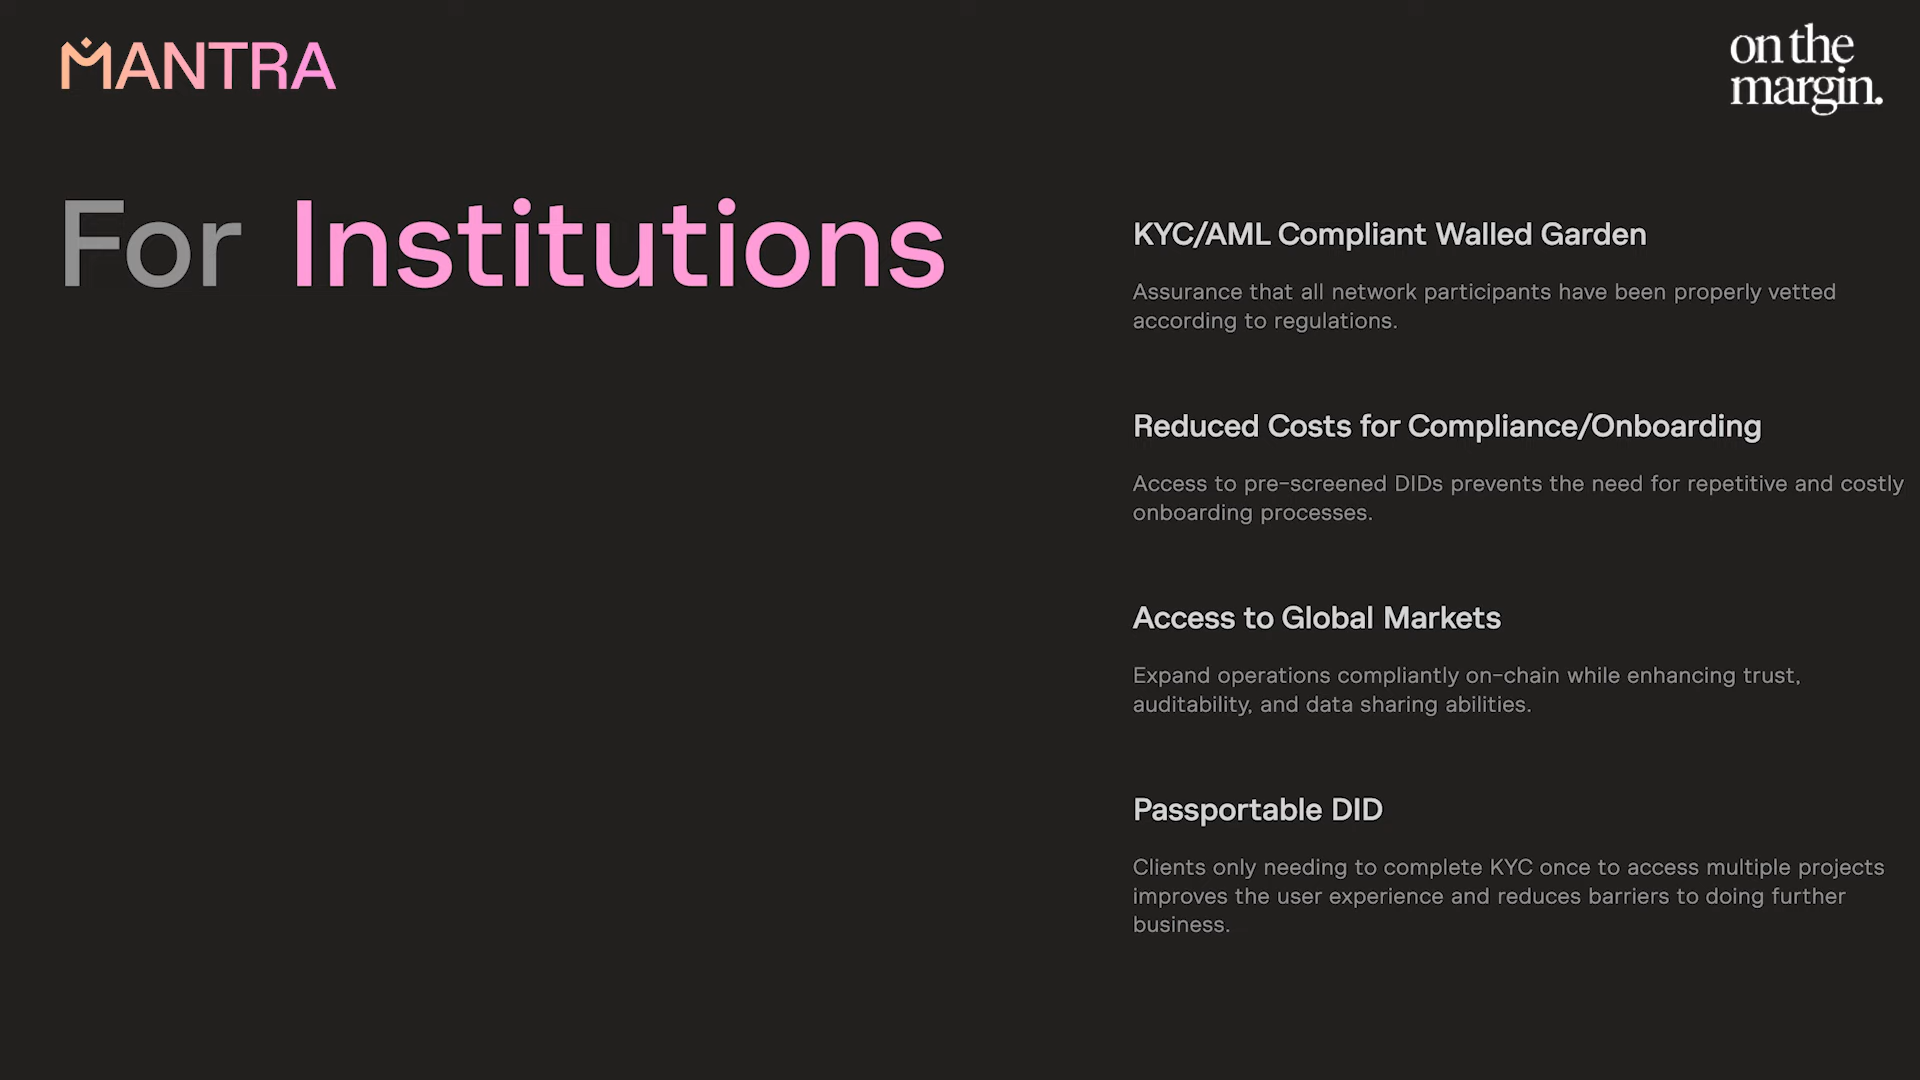 MANTRA
on the
margin.
For Institutions
KYC/AML Compliant Walled Garden
Assurance that all network participants have been properly vetted
according to regulations.
Reduced Costs for Compliance/Onboarding
Access to pre-screened DIDs prevents the need for repetitive and costly
onboarding processes.
Access to Global Markets
Expand operations compliantly on-chain while enhancing trust,
auditability, and data sharing abilities.
Passportable DID
Clients only needing to complete KYC once to access multiple projects
improves the user experience and reduces barriers to doing further
business.